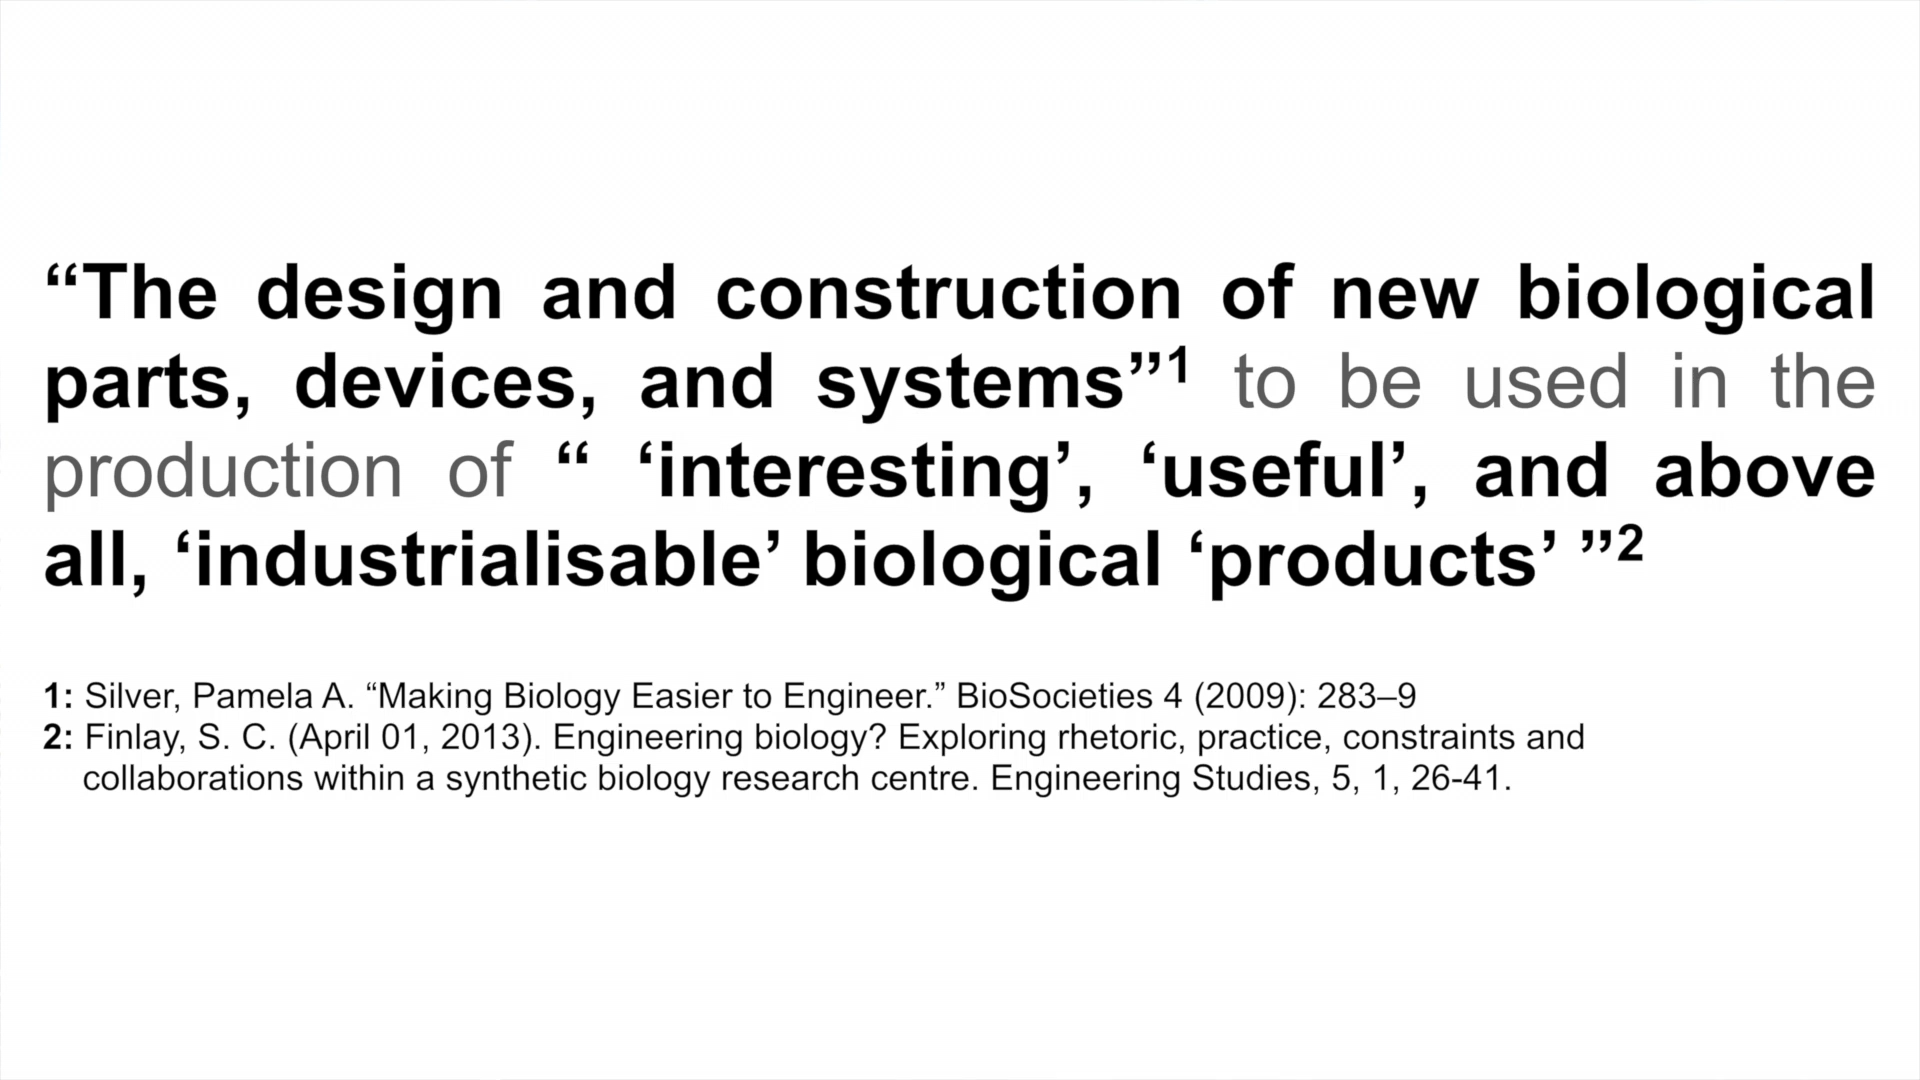 “The design and construction of new biological
parts, devices, and systems”¹ to be used in the
production of “ ‘interesting’, ‘useful’, and above
all, ‘industrialisable’ biological ‘products’ ”²
1: Silver, Pamela A. “Making Biology Easier to Engineer.” BioSocieties 4 (2009): 283–9
2: Finlay, S. C. (April 01, 2013). Engineering biology? Exploring rhetoric, practice, constraints and
collaborations within a synthetic biology research centre. Engineering Studies, 5, 1, 26-41.